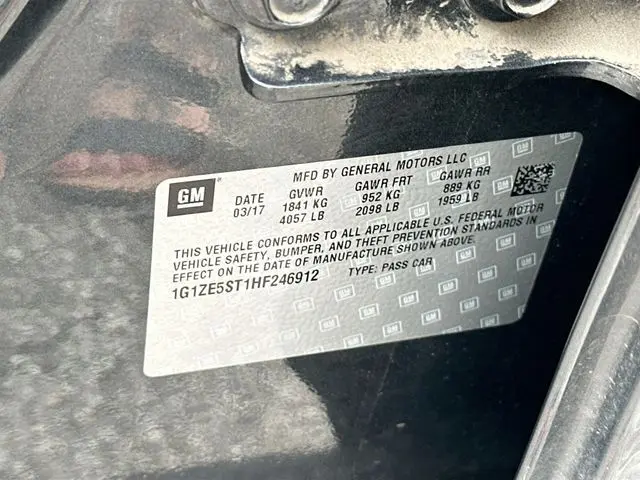 MFD BY GENERAL MOTORS LLC
GM
DATE GVWR GAWR FRT GAWR RR
03/17 1841 KG 952 KG 889 KG
4057 LB 2098 LB 1959 LB
THIS VEHICLE CONFORMS TO ALL APPLICABLE U.S. FEDERAL MOTOR
VEHICLE SAFETY, BUMPER, AND THEFT PREVENTION STANDARDS IN
EFFECT ON THE DATE OF MANUFACTURE SHOWN ABOVE.
1G1ZE5ST1HF246912 TYPE: PASS CAR